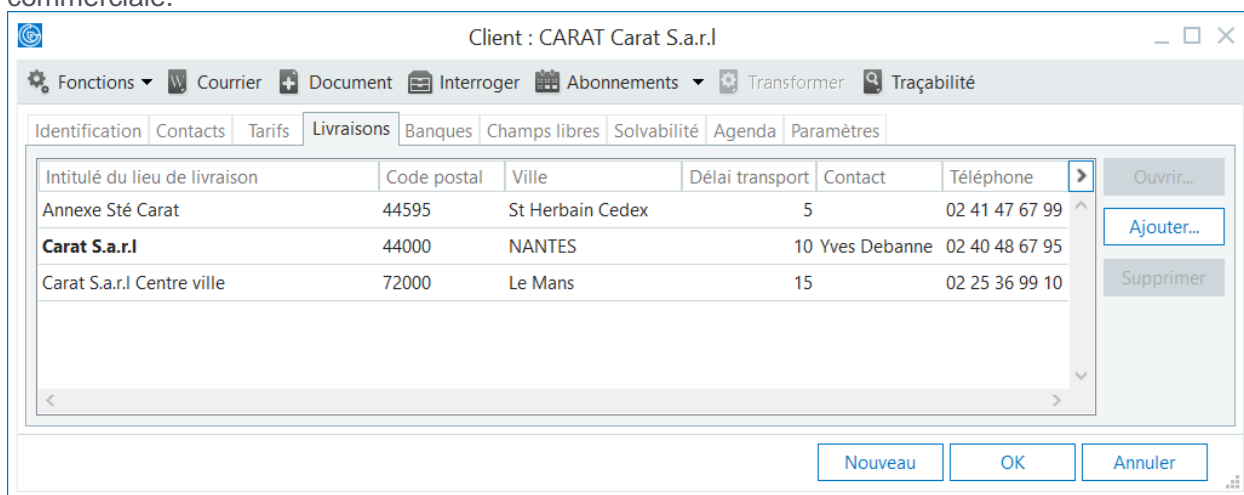 commerciale.
Client : CARAT Carat S.a.r.l
Fonctions Courrier Document Interroger Abonnements Transformer Traçabilité
Identification Contacts Tarifs Livraisons Banques Champs libres Solvabilité Agenda Paramètres
Intitulé du lieu de livraison Code postal Ville Délai transport Contact Téléphone Ouvrir...
Annexe Sté Carat 44595 St Herbain Cedex 5 02 41 47 67 99 Ajouter...
Carat S.a.r.l 44000 NANTES 10 Yves Debanne 02 40 48 67 95
Carat S.a.r.l Centre ville 72000 Le Mans 15 02 25 36 99 10 Supprimer
Nouveau OK Annuler